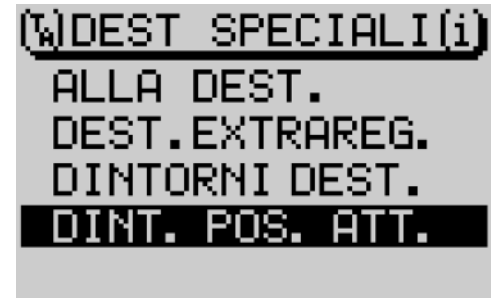 DEST SPECIALI(i)
ALLA DEST.
DEST.EXTRAREG.
DINTORNI DEST.
DINT. POS. ATT.